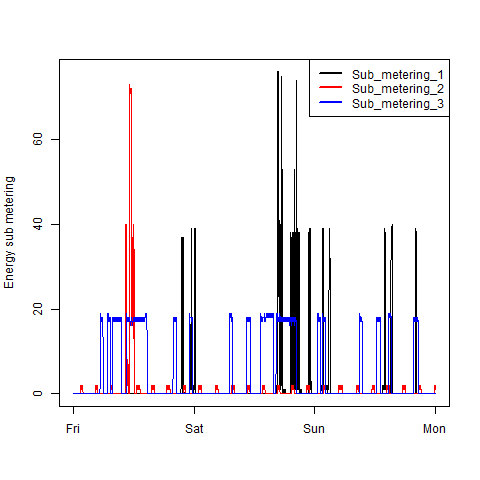 Sub_metering_1
Sub_metering_2
Sub_metering_3
Energy sub metering
60
40
20
0
Fri Sat Sun Mon